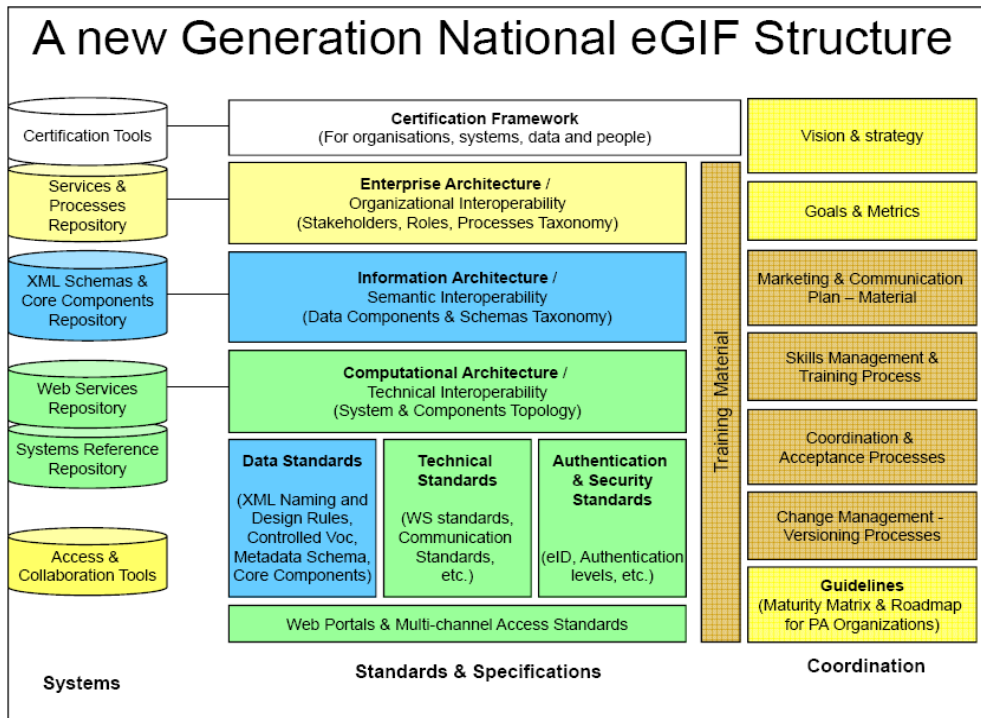 A new Generation National eGIF Structure
Certification Tools
Services &
Processes
Repository
XML Schemas &
Core Components
Repository
Web Services
Repository
Systems Reference
Repository
Access &
Collaboration Tools
Systems
Certification Framework
(For organisations, systems, data and people)
Enterprise Architecture /
Organizational Interoperability
(Stakeholders, Roles, Processes Taxonomy)
Information Architecture /
Semantic Interoperability
(Data Components & Schemas Taxonomy)
Computational Architecture /
Technical Interoperability
(System & Components Topology)
Data Standards
(XML Naming and
Design Rules,
Controlled Voc,
Metadata Schema,
Core Components)
Technical
Standards
(WS standards,
Communication
Standards,
etc.)
Authentication
& Security
Standards
(eID, Authentication
levels, etc.)
Web Portals & Multi-channel Access Standards
Standards & Specifications
Training Material
Vision & strategy
Goals & Metrics
Marketing & Communication
Plan – Material
Skills Management &
Training Process
Coordination &
Acceptance Processes
Change Management -
Versioning Processes
Guidelines
(Maturity Matrix & Roadmap
for PA Organizations)
Coordination